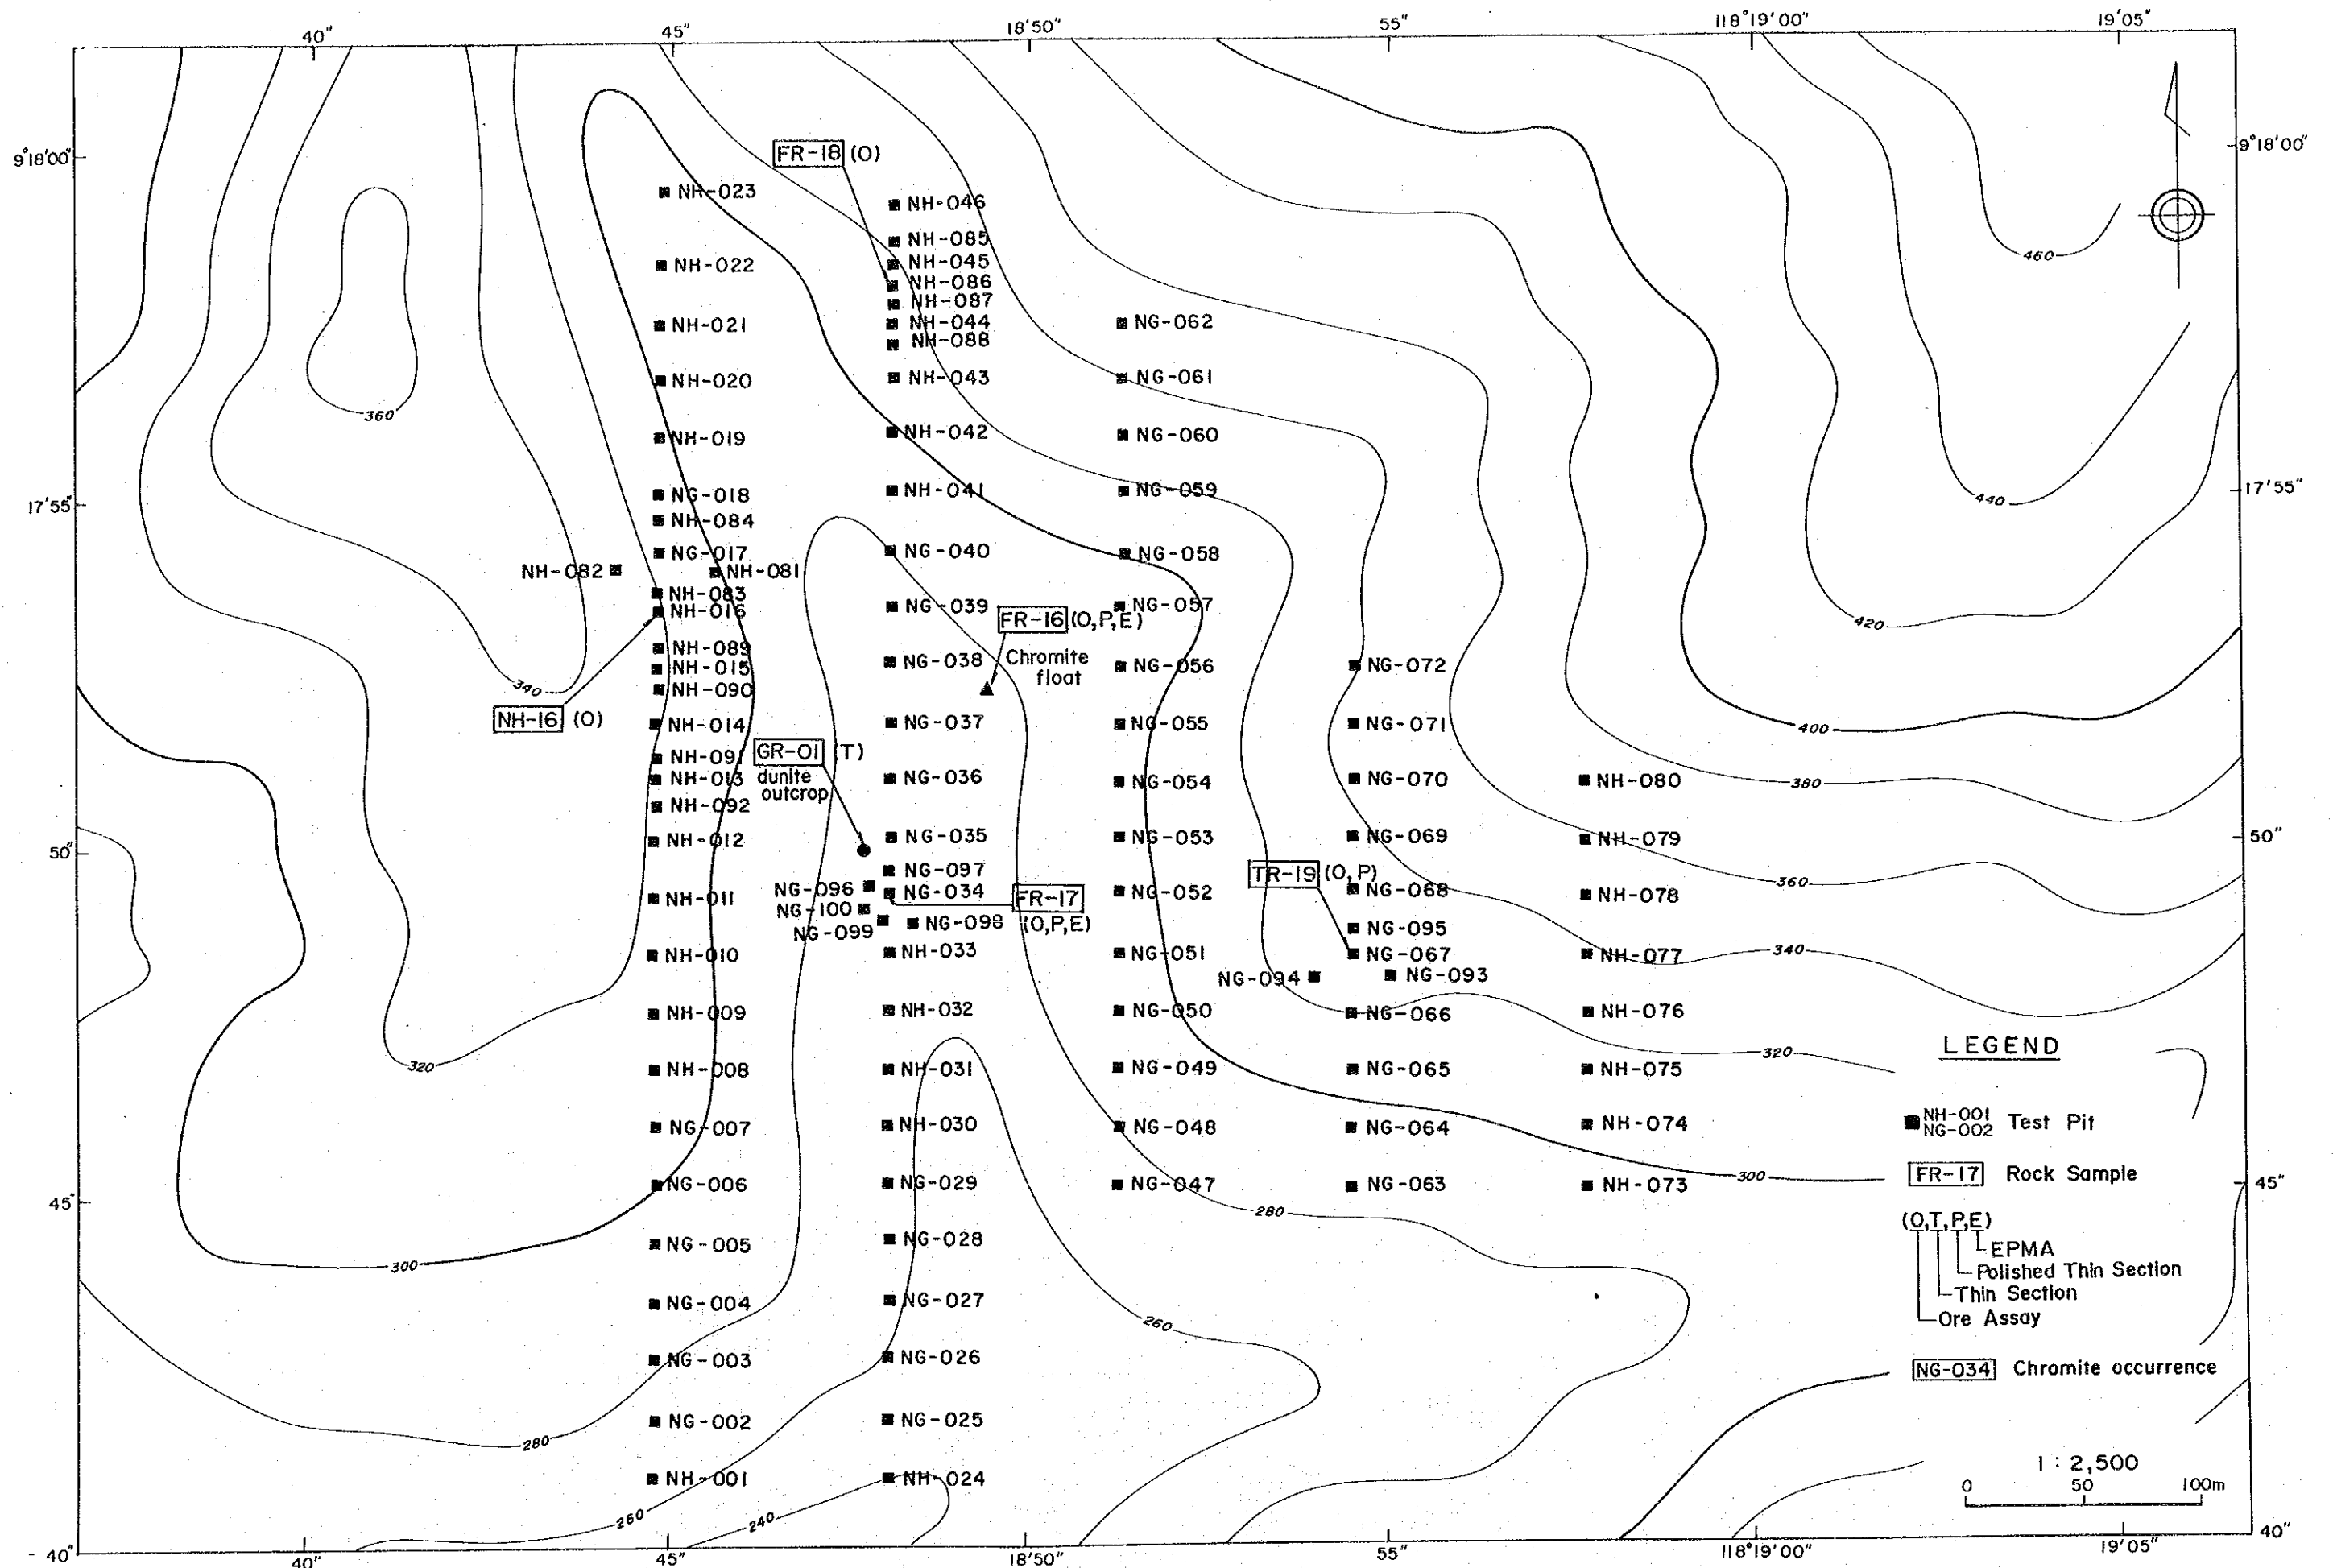 40" 45" 18'50" 55" 118°19'00" 19'05"
9°18'00" 9°18'00"
FR-18 (O)
NH-023
NH-046
NH-085
NH-022
NH-045
NH-086
NH-087
NH-021
NH-044
NG-062
NH-088
NH-020
NH-043
NG-061
360
460
NH-019
NH-042
NG-060
17'55" 17'55"
NG-018
NH-041
NG-059
440
NH-084
NG-017
NG-040
NG-058
NH-082
NH-081
NH-083
NH-016
NG-039
NG-057
FR-16 (O,P,E)
Chromite
float
420
NH-089
NH-015
NH-090
NG-038
NG-056
NG-072
340
NH-16 (O)
NH-014
NG-037
NG-055
NG-071
400
GR-01 (T)
dunite
outcrop
NH-091
NH-013
NH-092
NG-036
NG-054
NG-070
NH-080
380
NH-012
NG-035
NG-053
NG-069
NH-079
50" 50"
NG-097
NG-096
NG-034
NG-100
NG-099
NG-098
FR-17
(O,P,E)
NG-052
TR-19 (O,P)
NG-068
NH-078
360
NH-011
NG-095
NH-010
NH-033
NG-051
NG-067
NH-077
340
NG-094
NG-093
NH-009
NH-032
NG-050
NG-066
NH-076
320
320
NH-008
NH-031
NG-049
NG-065
NH-075
NG-007
NH-030
NG-048
NG-064
NH-074
NG-006
NG-029
NG-047
NG-063
NH-073
300
45" 45"
280
NG-005
NG-028
300
NG-004
NG-027
260
NG-003
NG-026
NG-002
NG-025
280
NH-001
NH-024
260
240
LEGEND
NH-001
NG-002 Test Pit
FR-17 Rock Sample
(O,T,P,E)
EPMA
Polished Thin Section
Thin Section
Ore Assay
NG-034 Chromite occurrence
1 : 2,500
0 50 100m
40" 40"
40" 45" 18'50" 55" 118°19'00" 19'05"